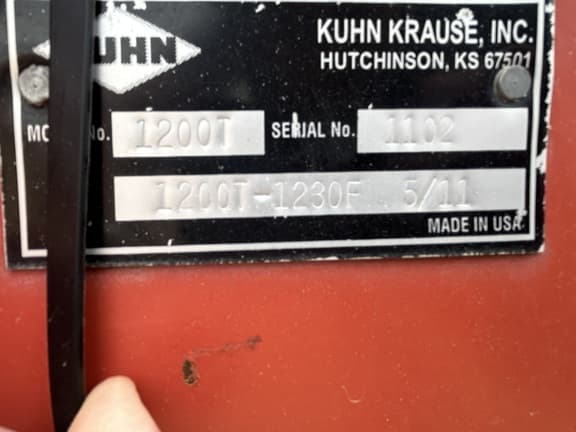 UHN
KUHN KRAUSE, INC.
HUTCHINSON, KS 67501
MO No. 1200T SERIAL No. 1102
1200T-1230F 5/11
MADE IN USA